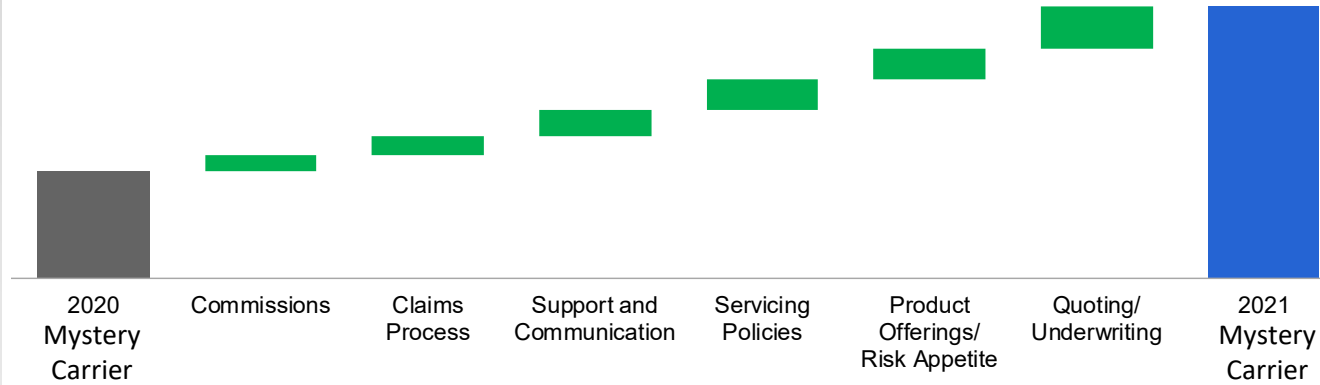 2020
Mystery
Carrier
Commissions
Claims
Process
Support and
Communication
Servicing
Policies
Product
Offerings/
Risk Appetite
Quoting/
Underwriting
2021
Mystery
Carrier